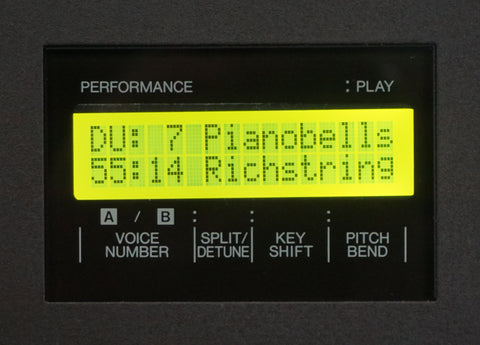 PERFORMANCE : PLAY
DU: 7 Pianobells
55:14 Richstring
A / B : : :
VOICE NUMBER SPLIT/ DETUNE KEY SHIFT PITCH BEND